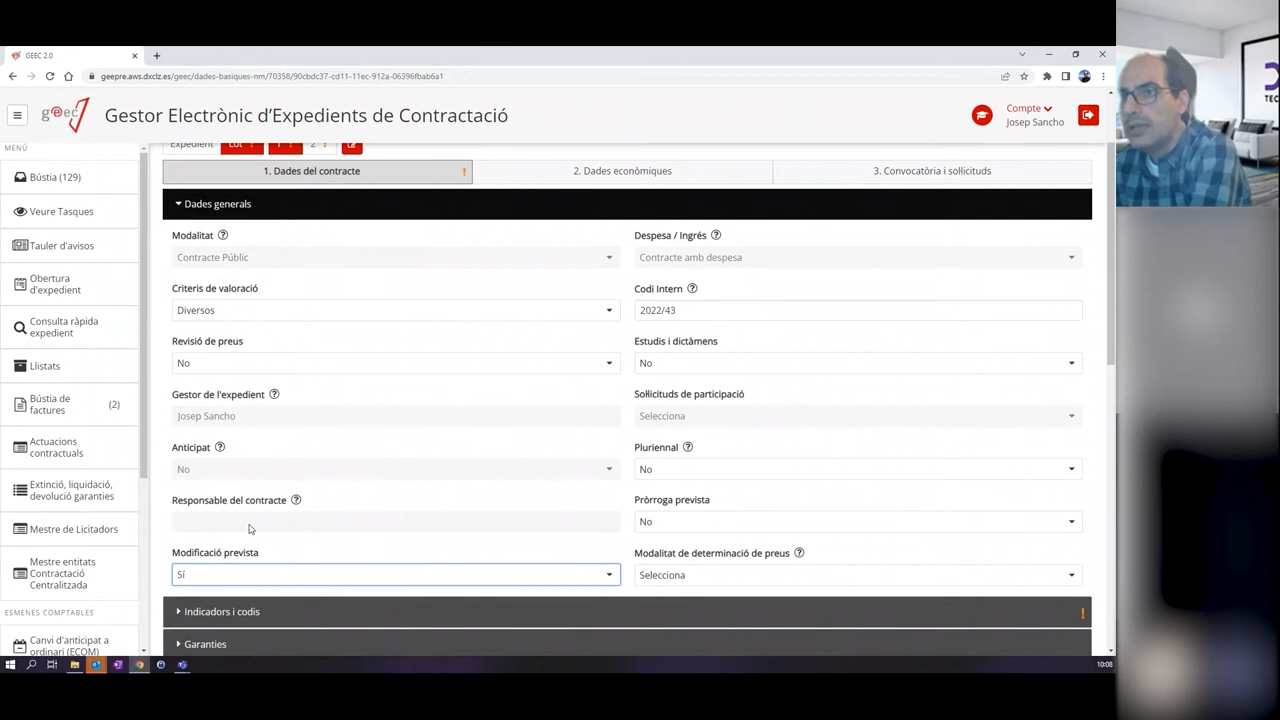 GEEC 2.0
geepre.aws.dxclz.es/geec/dades-basiques-nm/70358/90cbdc37-cd11-11ec-912a-06396fbab6a1
geec
Gestor Electrònic d'Expedients de Contractació
Compte
Josep Sancho
MENÚ
Bústia (129)
Veure Tasques
Tauler d'avisos
Obertura
d'expedient
Consulta ràpida
expedient
Llistats
Bústia de
factures
(2)
Actuacions
contractuals
Extinció, liquidació,
devolució garanties
Mestre de Licitadors
Mestre entitats
Contractació
Centralitzada
ESMENES COMPTABLES
Canvi d'anticipat a
ordinari (ECOM)
Expedient
Lot !
1 !
2 !
1. Dades del contracte !
2. Dades econòmiques
3. Convocatòria i sol·licituds
Dades generals
Modalitat
Contracte Públic
Despesa / Ingrés
Contracte amb despesa
Criteris de valoració
Diversos
Codi Intern
2022/43
Revisió de preus
No
Estudis i dictàmens
No
Gestor de l'expedient
Josep Sancho
Sol·licituds de participació
Selecciona
Anticipat
No
Pluriennal
No
Responsable del contracte
Pròrroga prevista
No
Modificació prevista
Sí
Modalitat de determinació de preus
Selecciona
Indicadors i codis !
Garanties
10:08
TEC